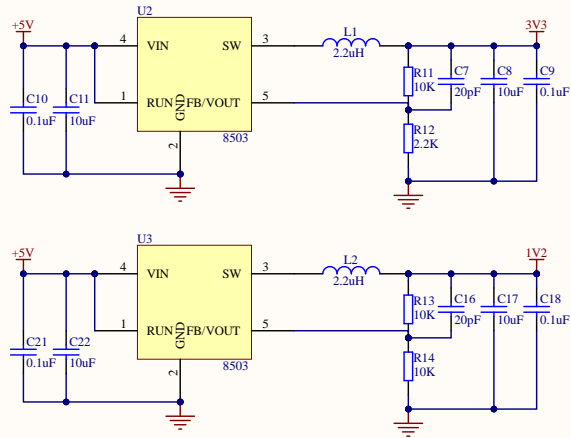 U2
+5V
3V3
4 VIN SW 3
L1
2.2uH
R11
10K
C7
20pF
C8
10uF
C9
0.1uF
C10
0.1uF
C11
10uF
1 RUN FB/VOUT 5
GND
2
8503
R12
2.2K
U3
+5V
1V2
4 VIN SW 3
L2
2.2uH
R13
10K
C16
20pF
C17
10uF
C18
0.1uF
1 RUN FB/VOUT 5
GND
2
8503
C21
0.1uF
C22
10uF
R14
10K